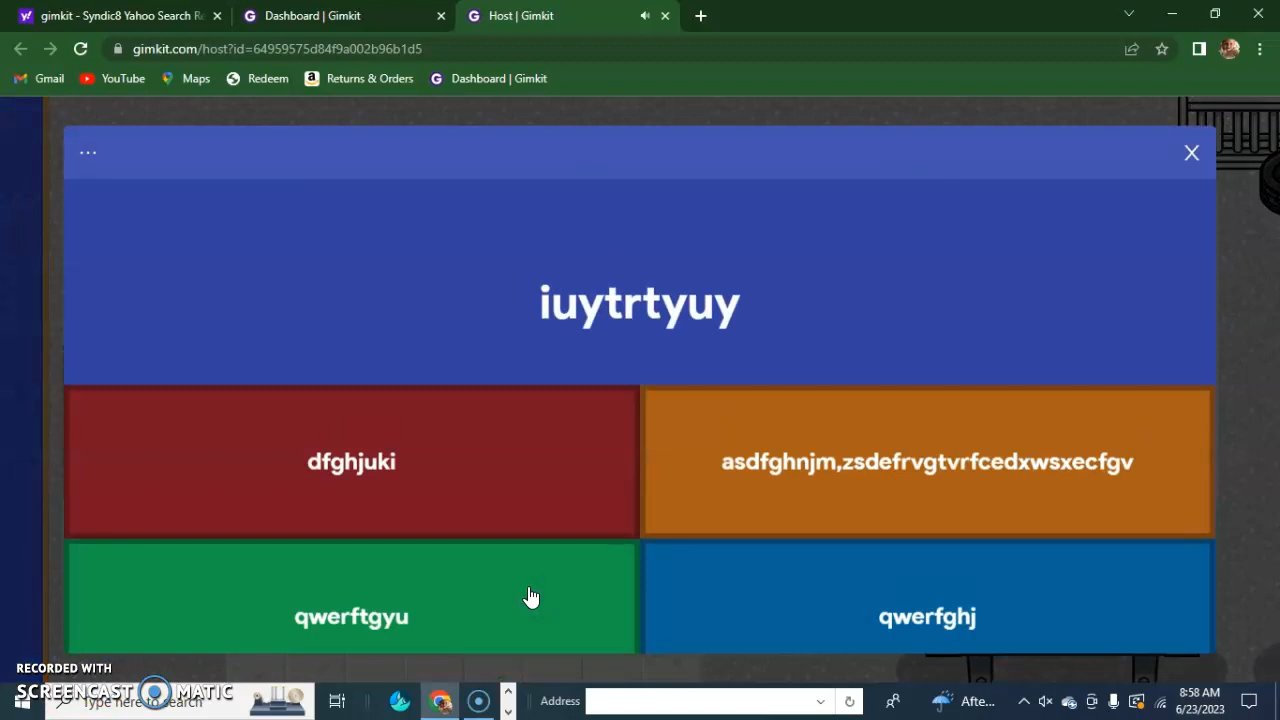 gimkit - Syndic8 Yahoo Search Re
Dashboard | Gimkit
Host | Gimkit
gimkit.com/host?id=64959575d84f9a002b96b1d5
Gmail
YouTube
Maps
Redeem
Returns & Orders
Dashboard | Gimkit
...
X
iuytrtyuy
dfghjuki
asdfghnjm,zsdefrvgtvrfcedxwsxecfgv
qwerftgyu
qwerfghj
RECORDED WITH
SCREENCAST MATIC
Type here to search
Address
Afte...
8:58 AM
6/23/2023